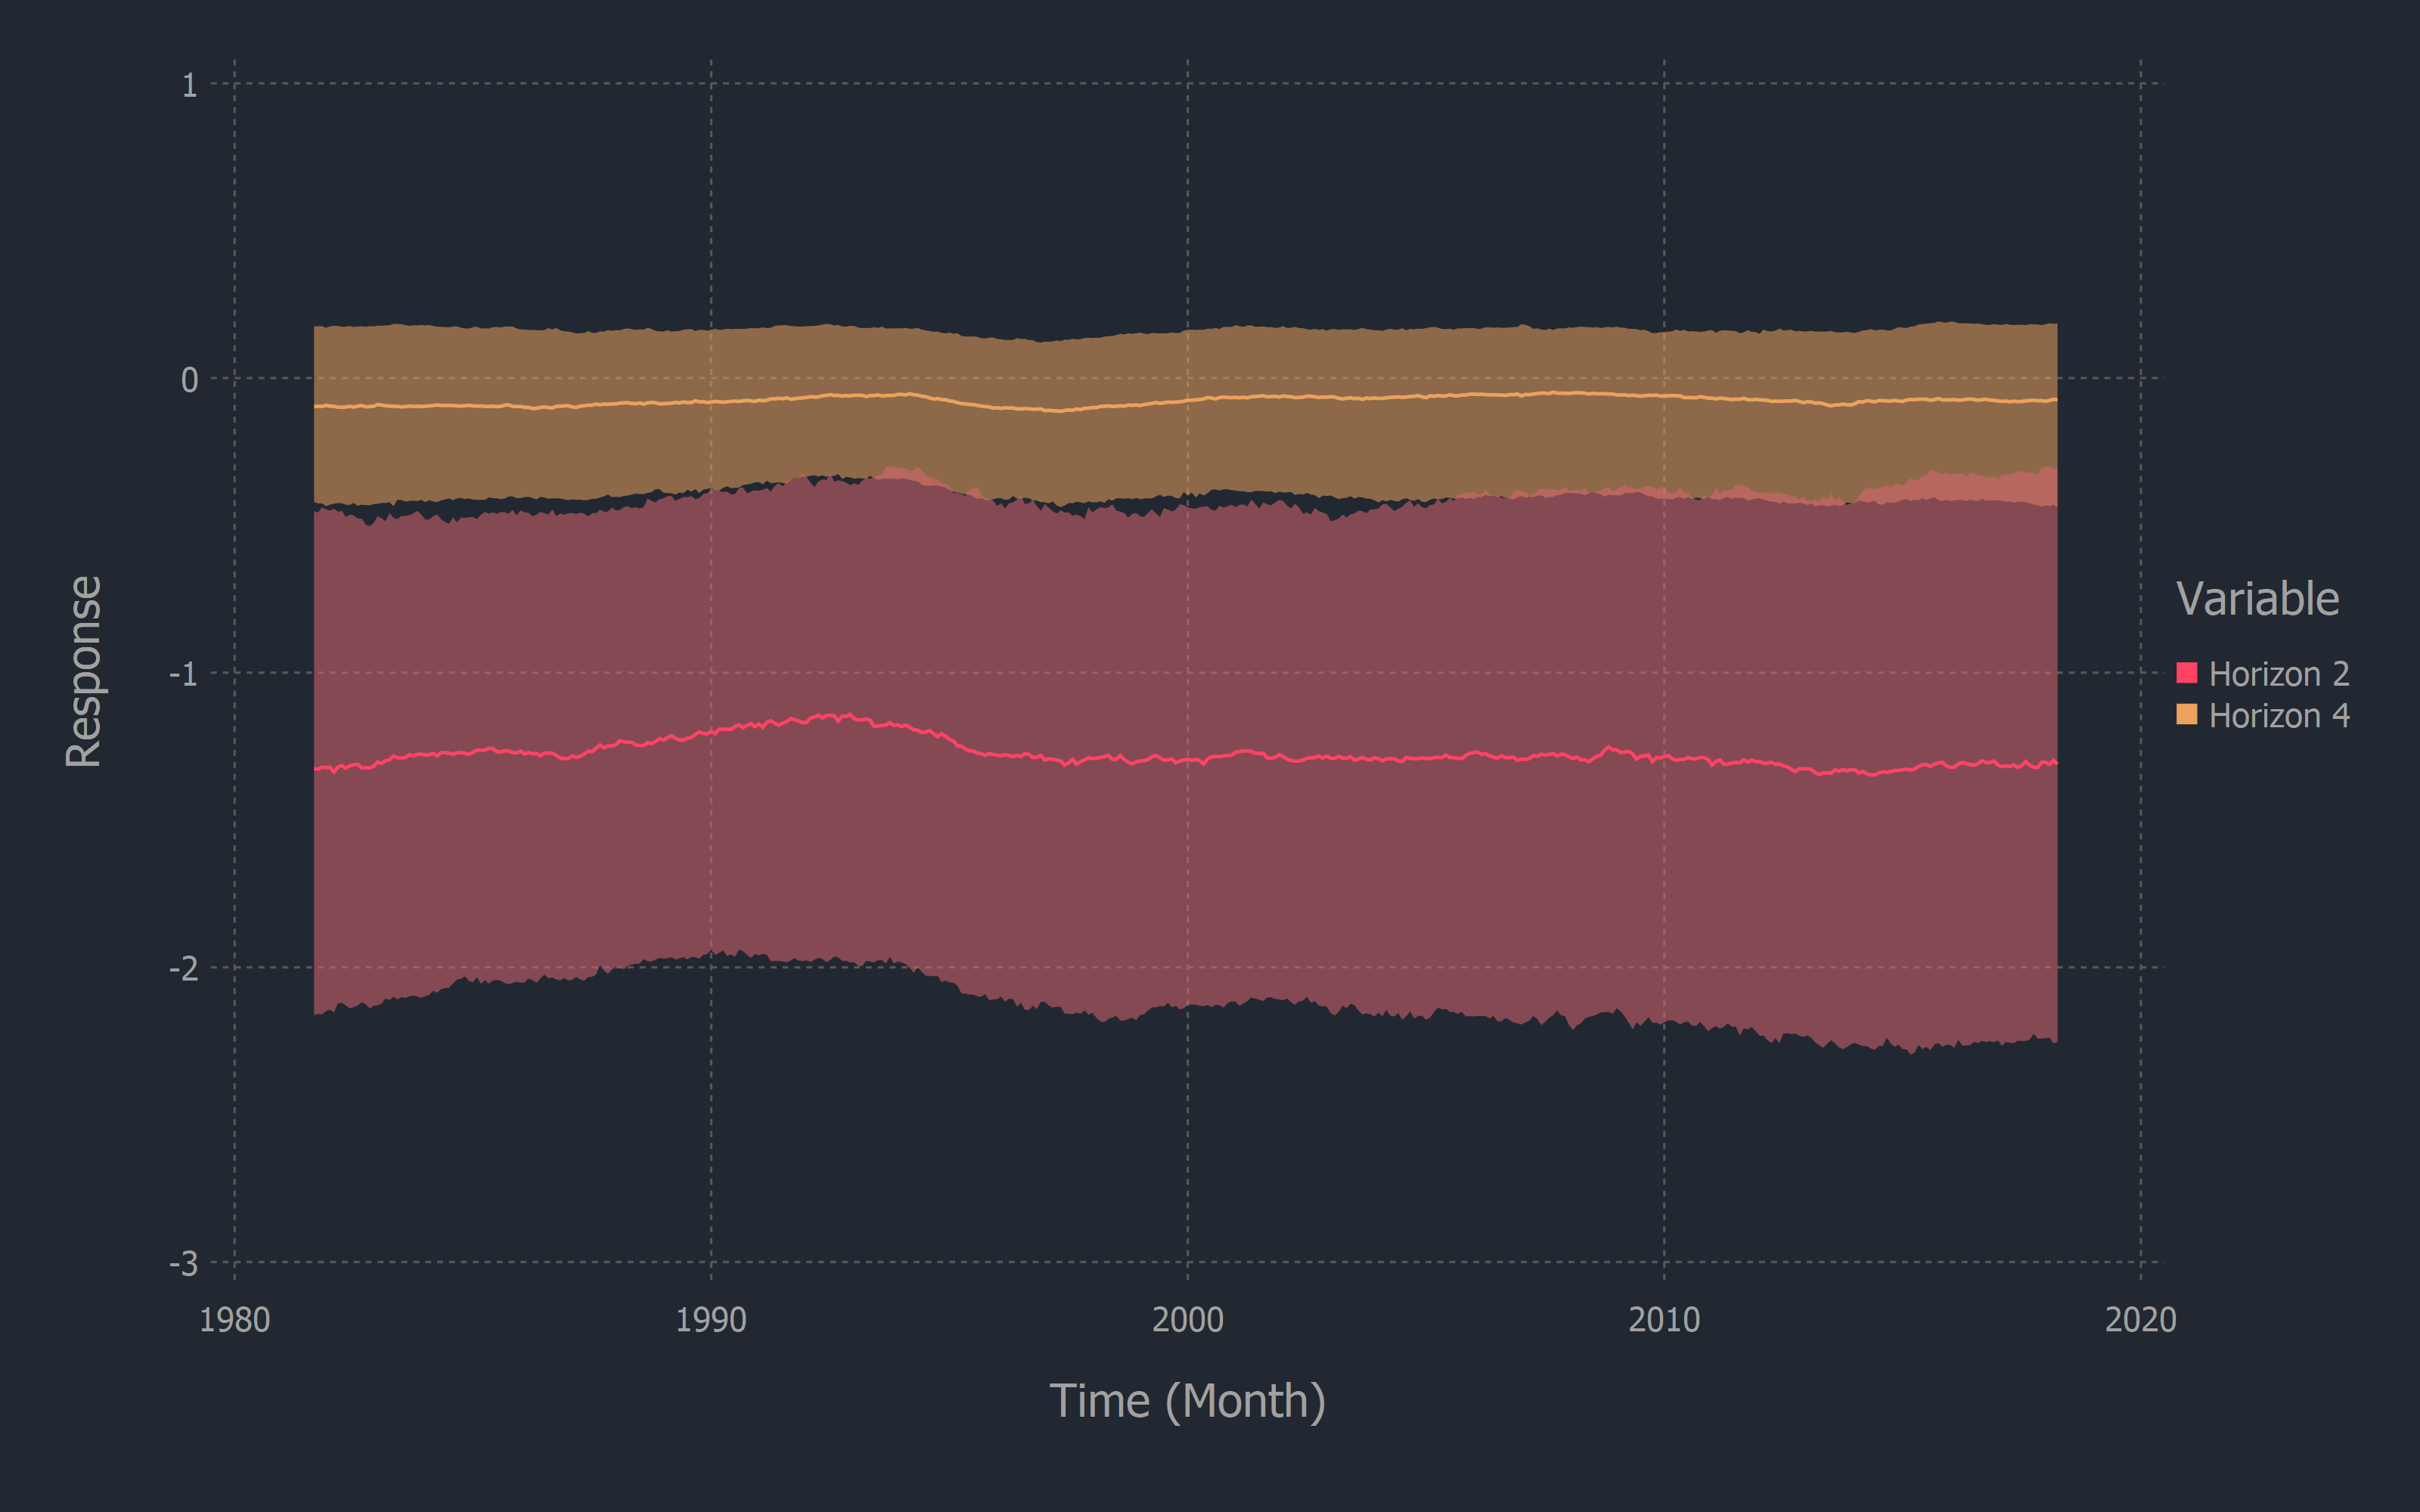 1
0
-1
-2
-3
Response
1980 1990 2000 2010 2020
Time (Month)
Variable
Horizon 2
Horizon 4